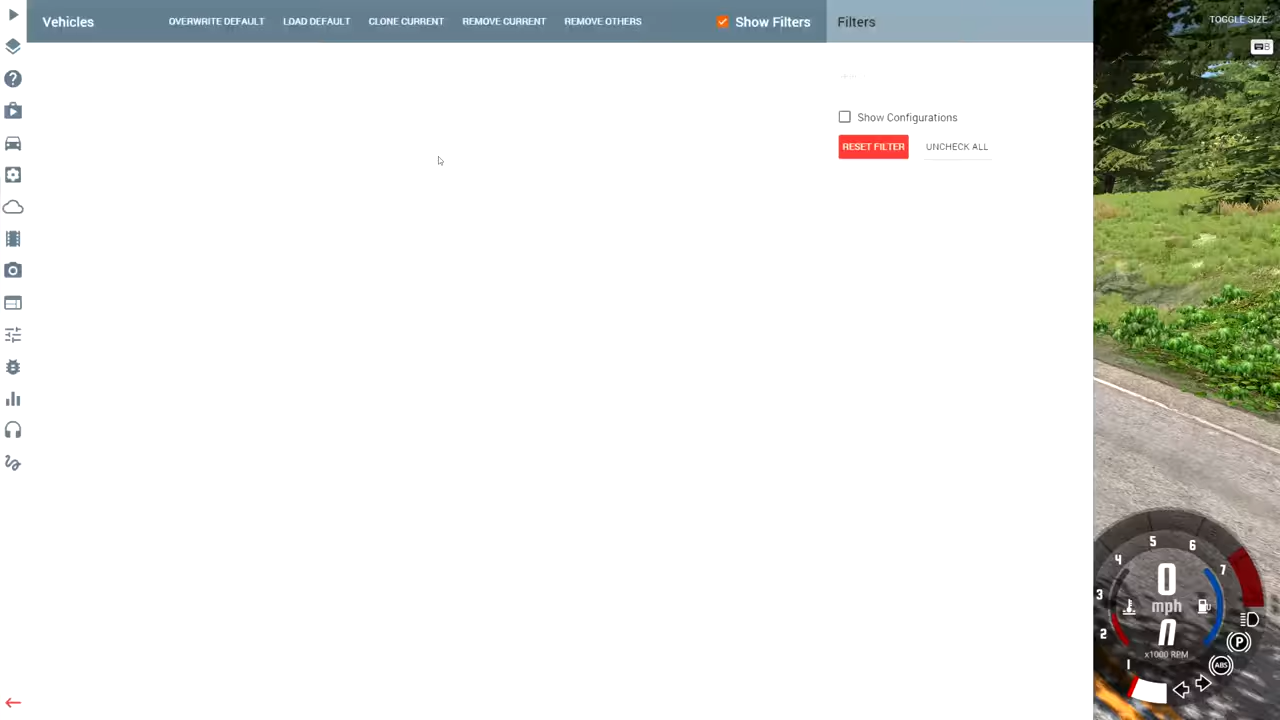 Vehicles OVERWRITE DEFAULT LOAD DEFAULT CLONE CURRENT REMOVE CURRENT REMOVE OTHERS Show Filters Filters TOGGLE SIZE
8
Show Configurations
RESET FILTER UNCHECK ALL
5
4 6
7
0
3
mph
2
n
P
x1000 RPM
ABS
1